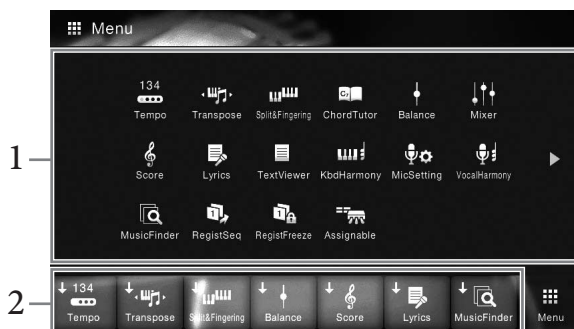 Menu
1
134
Tempo Transpose Split&Fingering ChordTutor Balance Mixer
Score Lyrics TextViewer KbdHarmony MicSetting VocalHarmony
MusicFinder RegistSeq RegistFreeze Assignable
2
134
Tempo Transpose Split&Fingering Balance Score Lyrics MusicFinder Menu